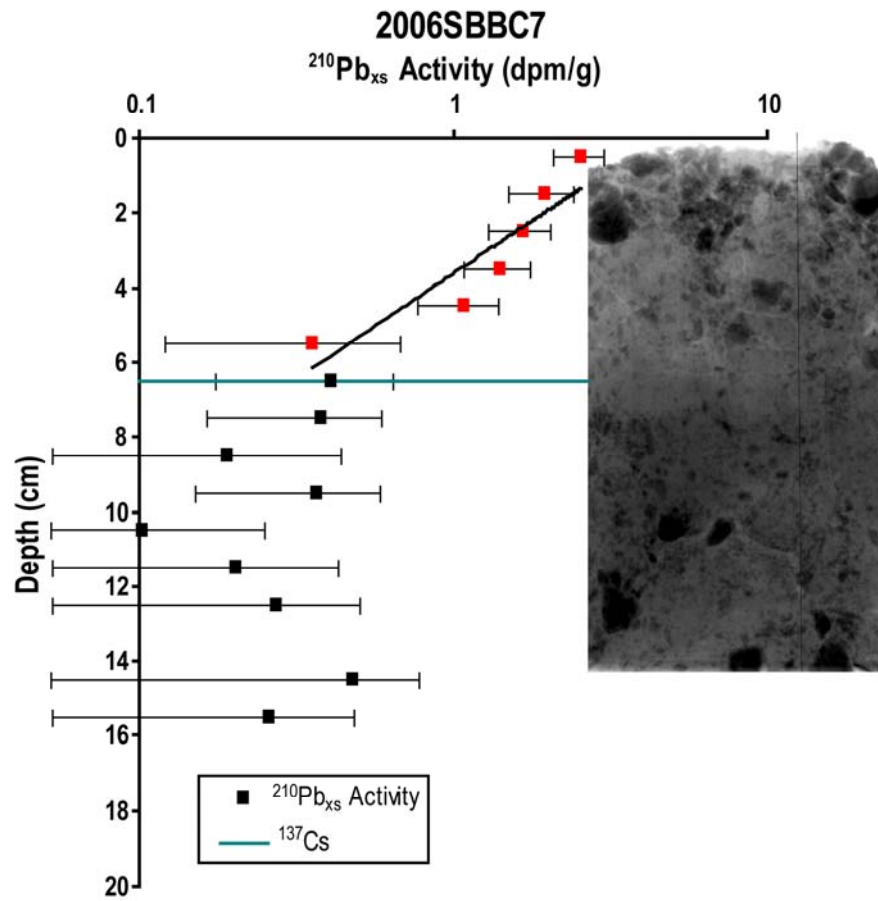 2006SBBC7
²¹⁰Pbₓₛ Activity (dpm/g)
0.1 1 10
0
2
4
6
8
10
12
14
16
18
20
Depth (cm)
²¹⁰Pbₓₛ Activity
¹³⁷Cs